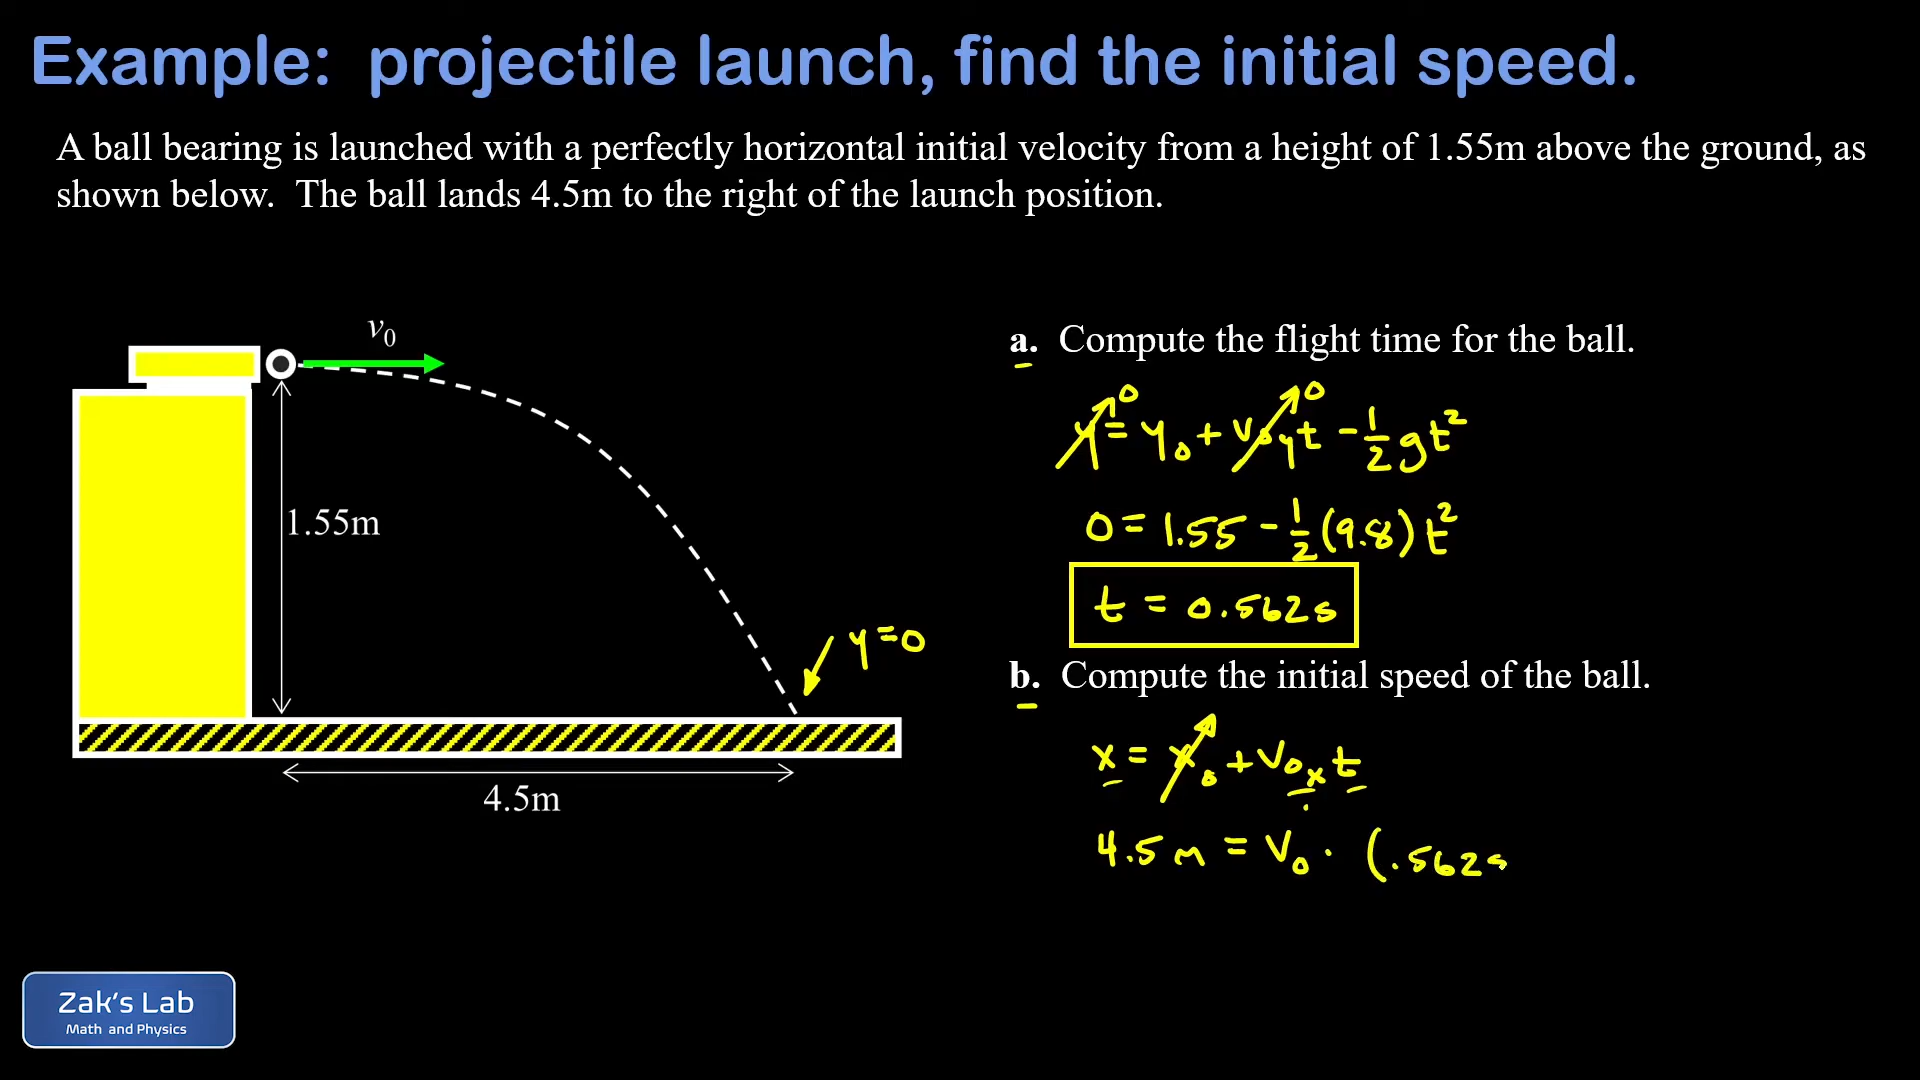 Example: projectile launch, find the initial speed.
A ball bearing is launched with a perfectly horizontal initial velocity from a height of 1.55m above the ground, as
shown below. The ball lands 4.5m to the right of the launch position.
v₀
1.55m
y=0
4.5m
a. Compute the flight time for the ball.
0 0
y = y₀ + v₀yt − ½gt²
0 = 1.55 − ½(9.8)t²
t = 0.562s
b. Compute the initial speed of the ball.
x = x₀ + v₀ₓt
4.5m = v₀ · (.562s
Zak's Lab
Math and Physics